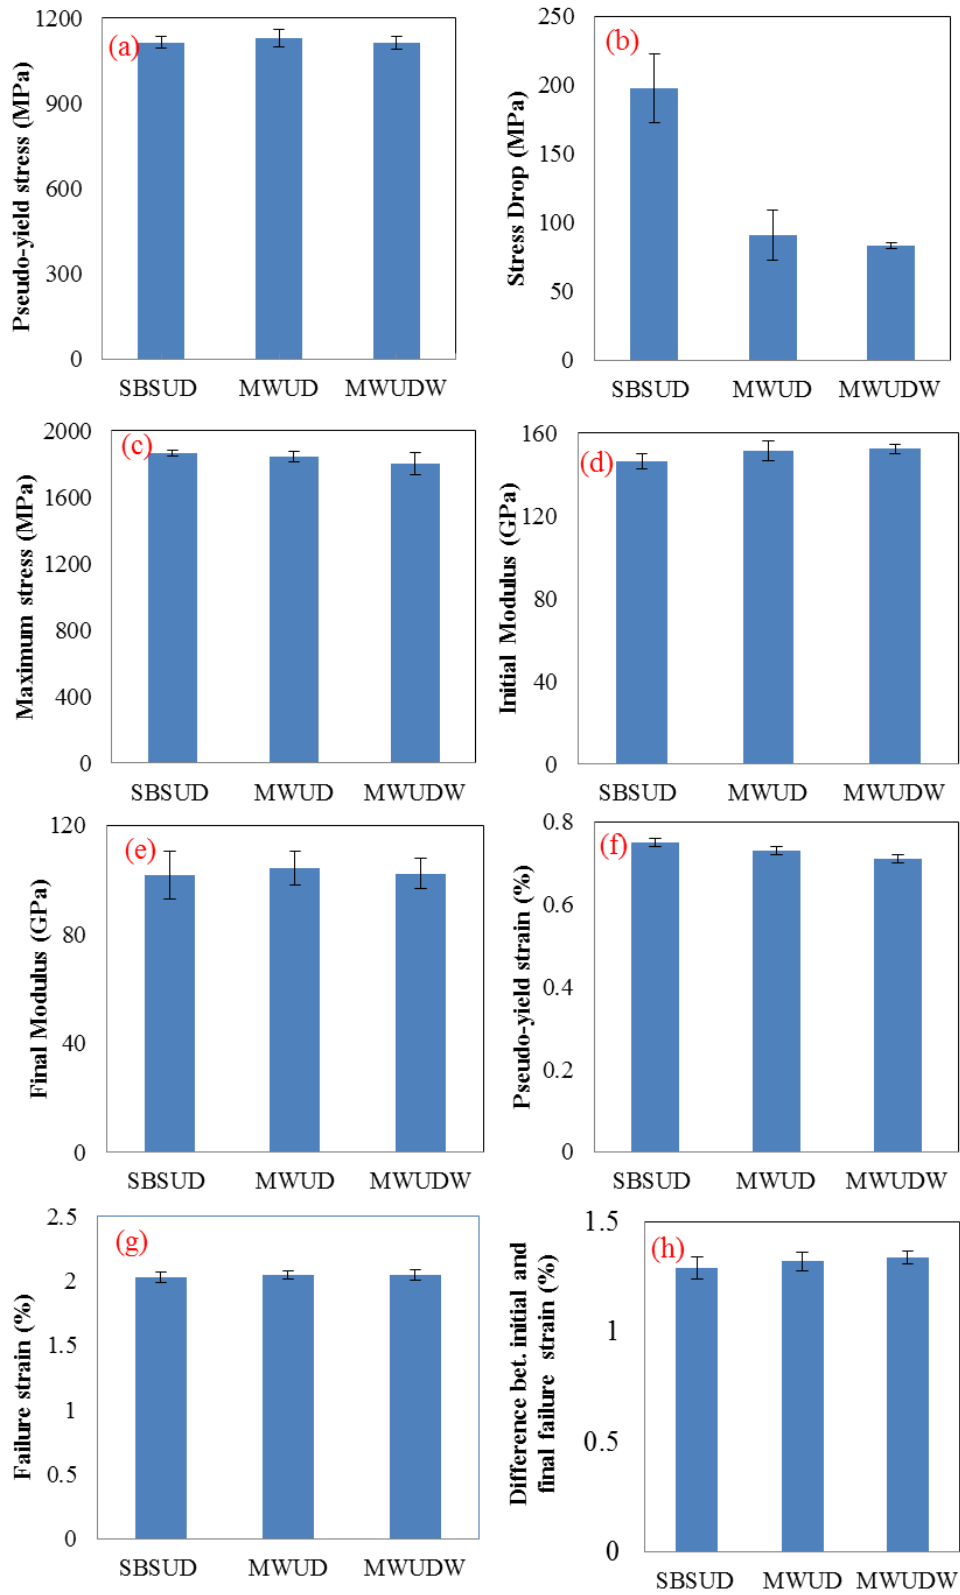 (a)
Pseudo-yield stress (MPa)
1200
900
600
300
0
SBSUD MWUD MWUDW
(b)
Stress Drop (MPa)
250
200
150
100
50
0
SBSUD MWUD MWUDW
(c)
Maximum stress (MPa)
2000
1600
1200
800
400
0
SBSUD MWUD MWUDW
(d)
Initial Modulus (GPa)
160
120
80
40
0
SBSUD MWUD MWUDW
(e)
Final Modulus (GPa)
120
80
40
0
SBSUD MWUD MWUDW
(f)
Pseudo-yield strain (%)
0.8
0.6
0.4
0.2
0
SBSUD MWUD MWUDW
(g)
Failure strain (%)
2.5
2
1.5
1
0.5
0
SBSUD MWUD MWUDW
(h)
Difference bet. initial and
final failure strain (%)
1.5
1
0.5
0
SBSUD MWUD MWUDW